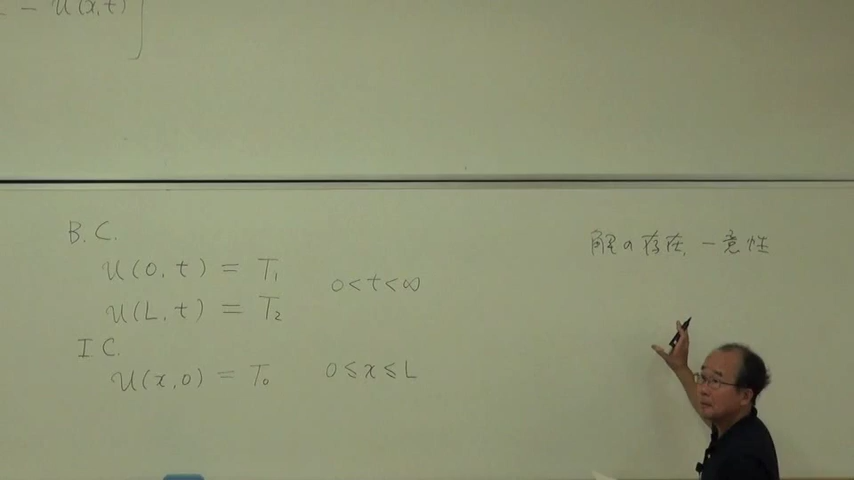 - u(x,t)
B.C.
u(0,t) = T₁
0<t<∞
u(L,t) = T₂
I C.
u(x,0) = T₀ 0≤x≤L
解の存在, 一意性